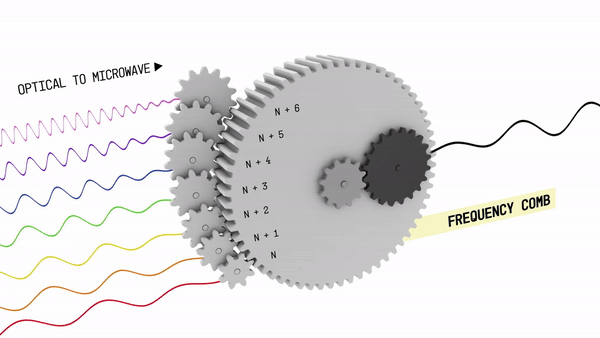 OPTICAL TO MICROWAVE ▶
N + 6
N + 5
N + 4
N + 3
N + 2
N + 1
N
FREQUENCY COMB